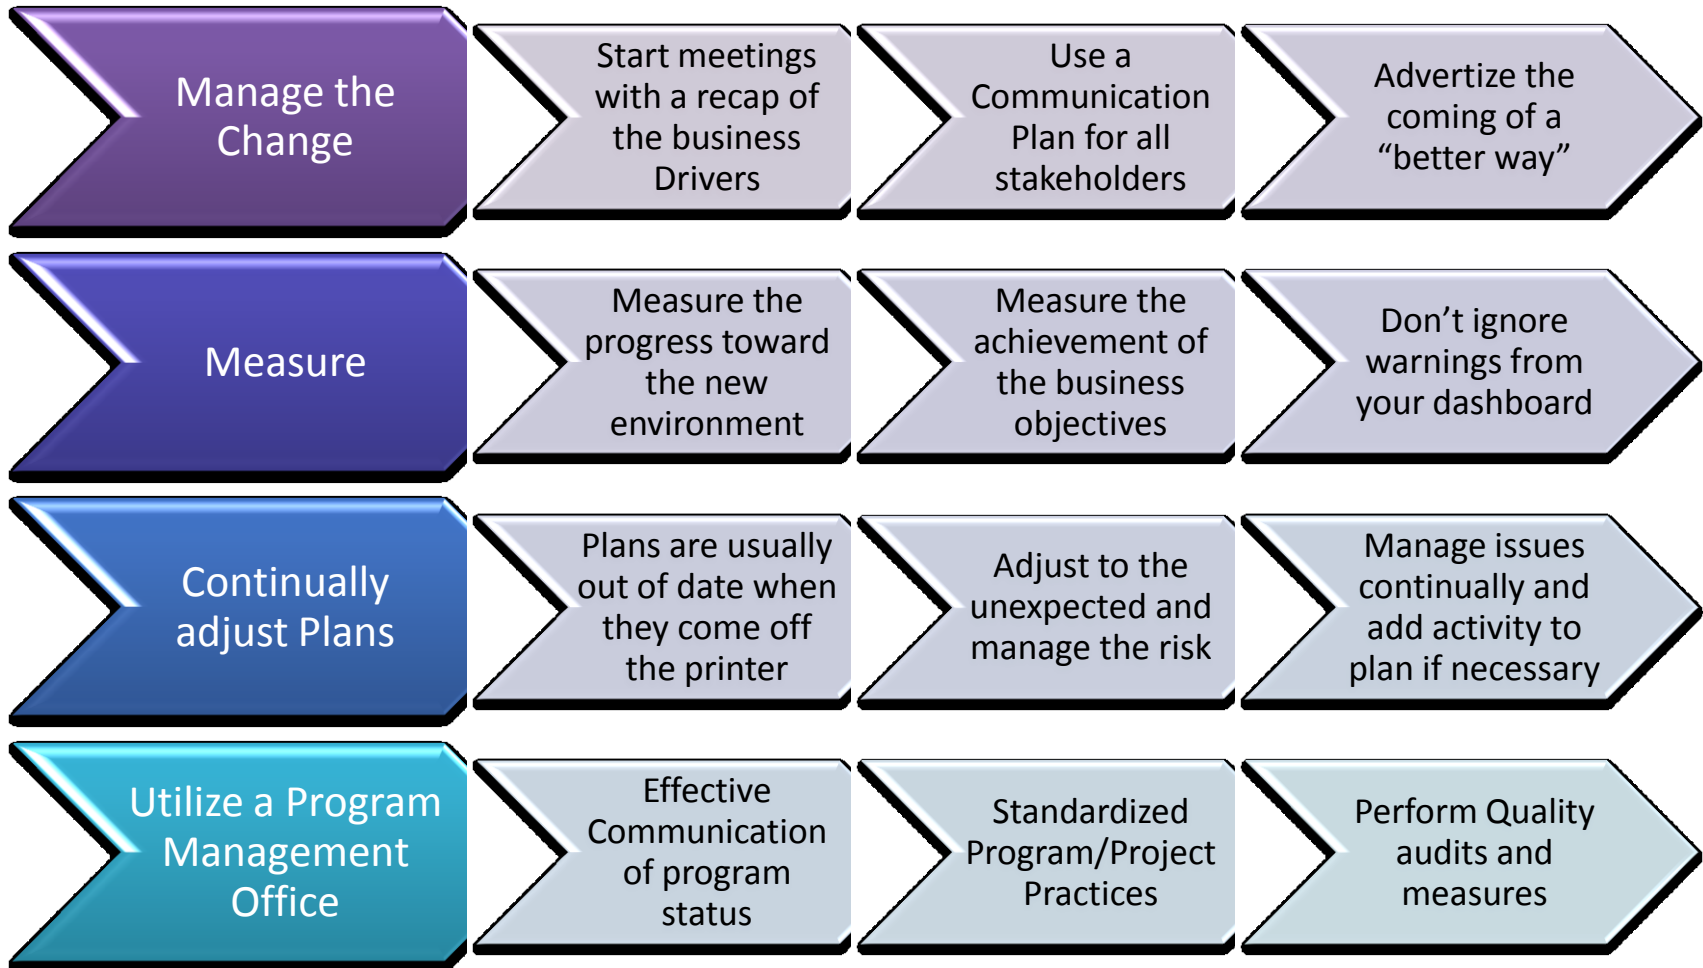 Manage the
Change
Start meetings
with a recap of
the business
Drivers
Use a
Communication
Plan for all
stakeholders
Advertize the
coming of a
“better way”
Measure
Measure the
progress toward
the new
environment
Measure the
achievement of
the business
objectives
Don’t ignore
warnings from
your dashboard
Continually
adjust Plans
Plans are usually
out of date when
they come off
the printer
Adjust to the
unexpected and
manage the risk
Manage issues
continually and
add activity to
plan if necessary
Utilize a Program
Management
Office
Effective
Communication
of program
status
Standardized
Program/Project
Practices
Perform Quality
audits and
measures